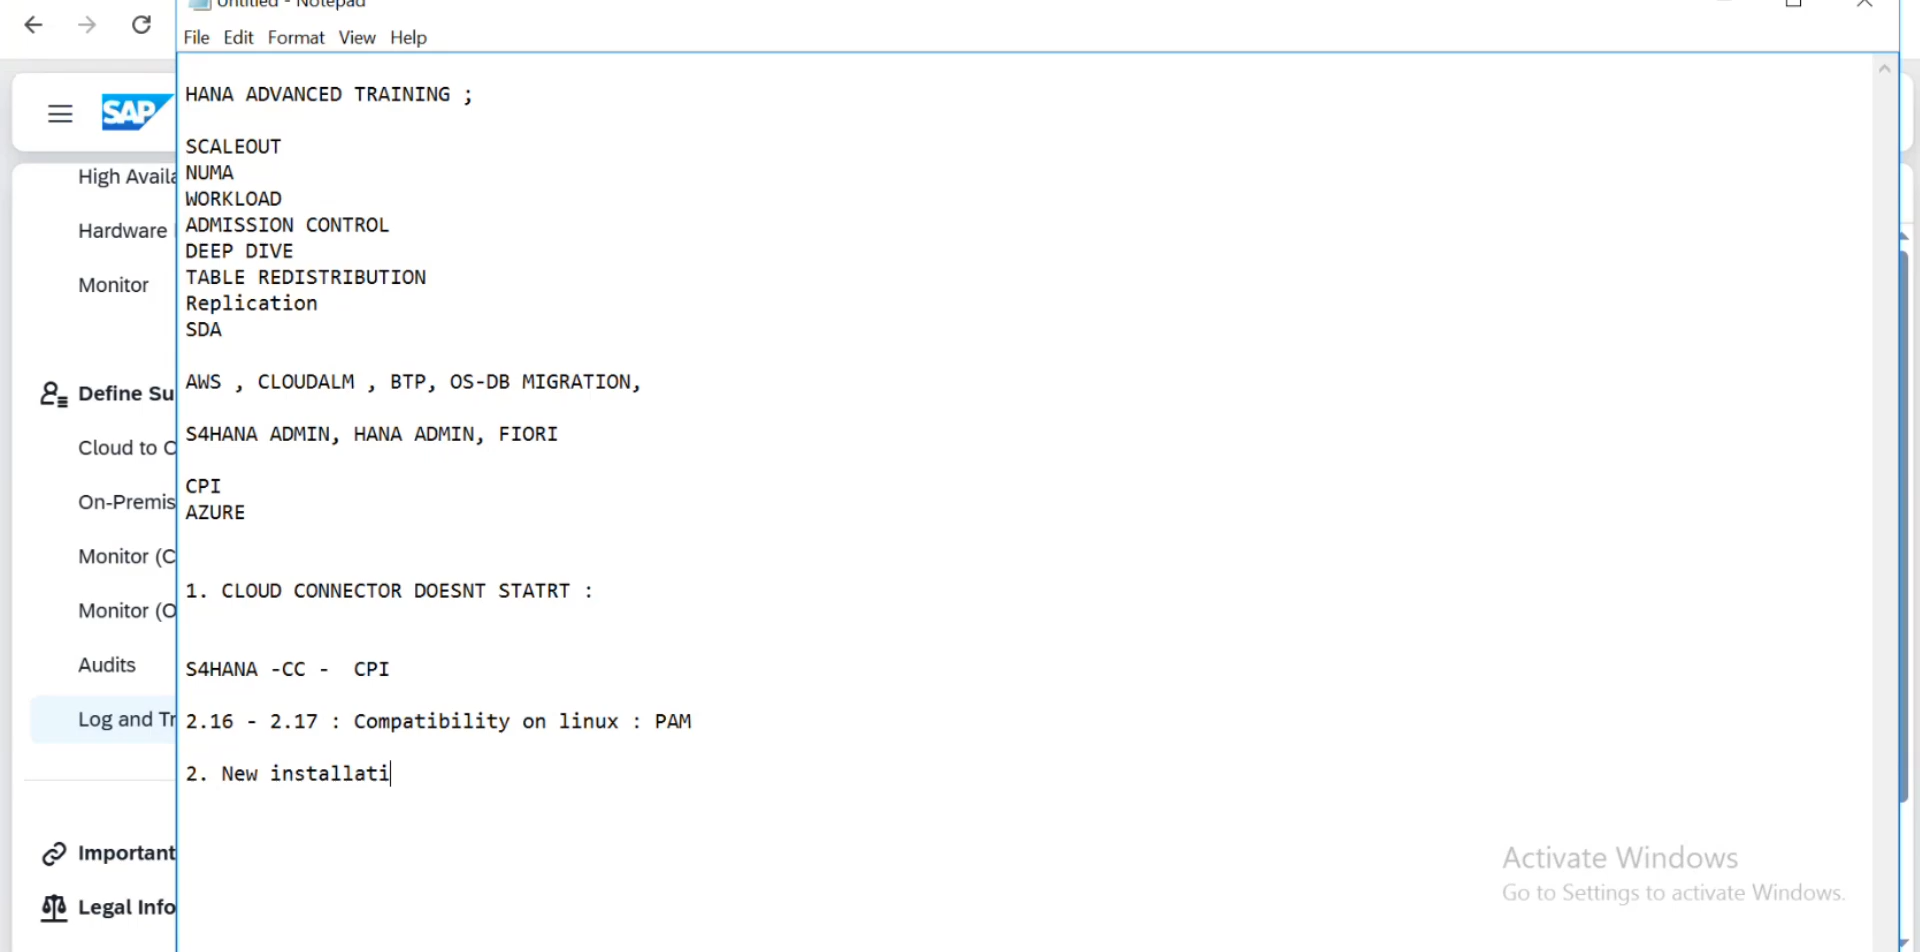 Untitled - Notepad
File Edit Format View Help
SAP
High Availa
Hardware
Monitor
Define Su
Cloud to C
On-Premis
Monitor (C
Monitor (O
Audits
Log and Tr
Important
Legal Info
HANA ADVANCED TRAINING ;
SCALEOUT
NUMA
WORKLOAD
ADMISSION CONTROL
DEEP DIVE
TABLE REDISTRIBUTION
Replication
SDA
AWS , CLOUDALM , BTP, OS-DB MIGRATION,
S4HANA ADMIN, HANA ADMIN, FIORI
CPI
AZURE
1. CLOUD CONNECTOR DOESNT STATRT :
S4HANA -CC - CPI
2.16 - 2.17 : Compatibility on linux : PAM
2. New installati
Activate Windows
Go to Settings to activate Windows.